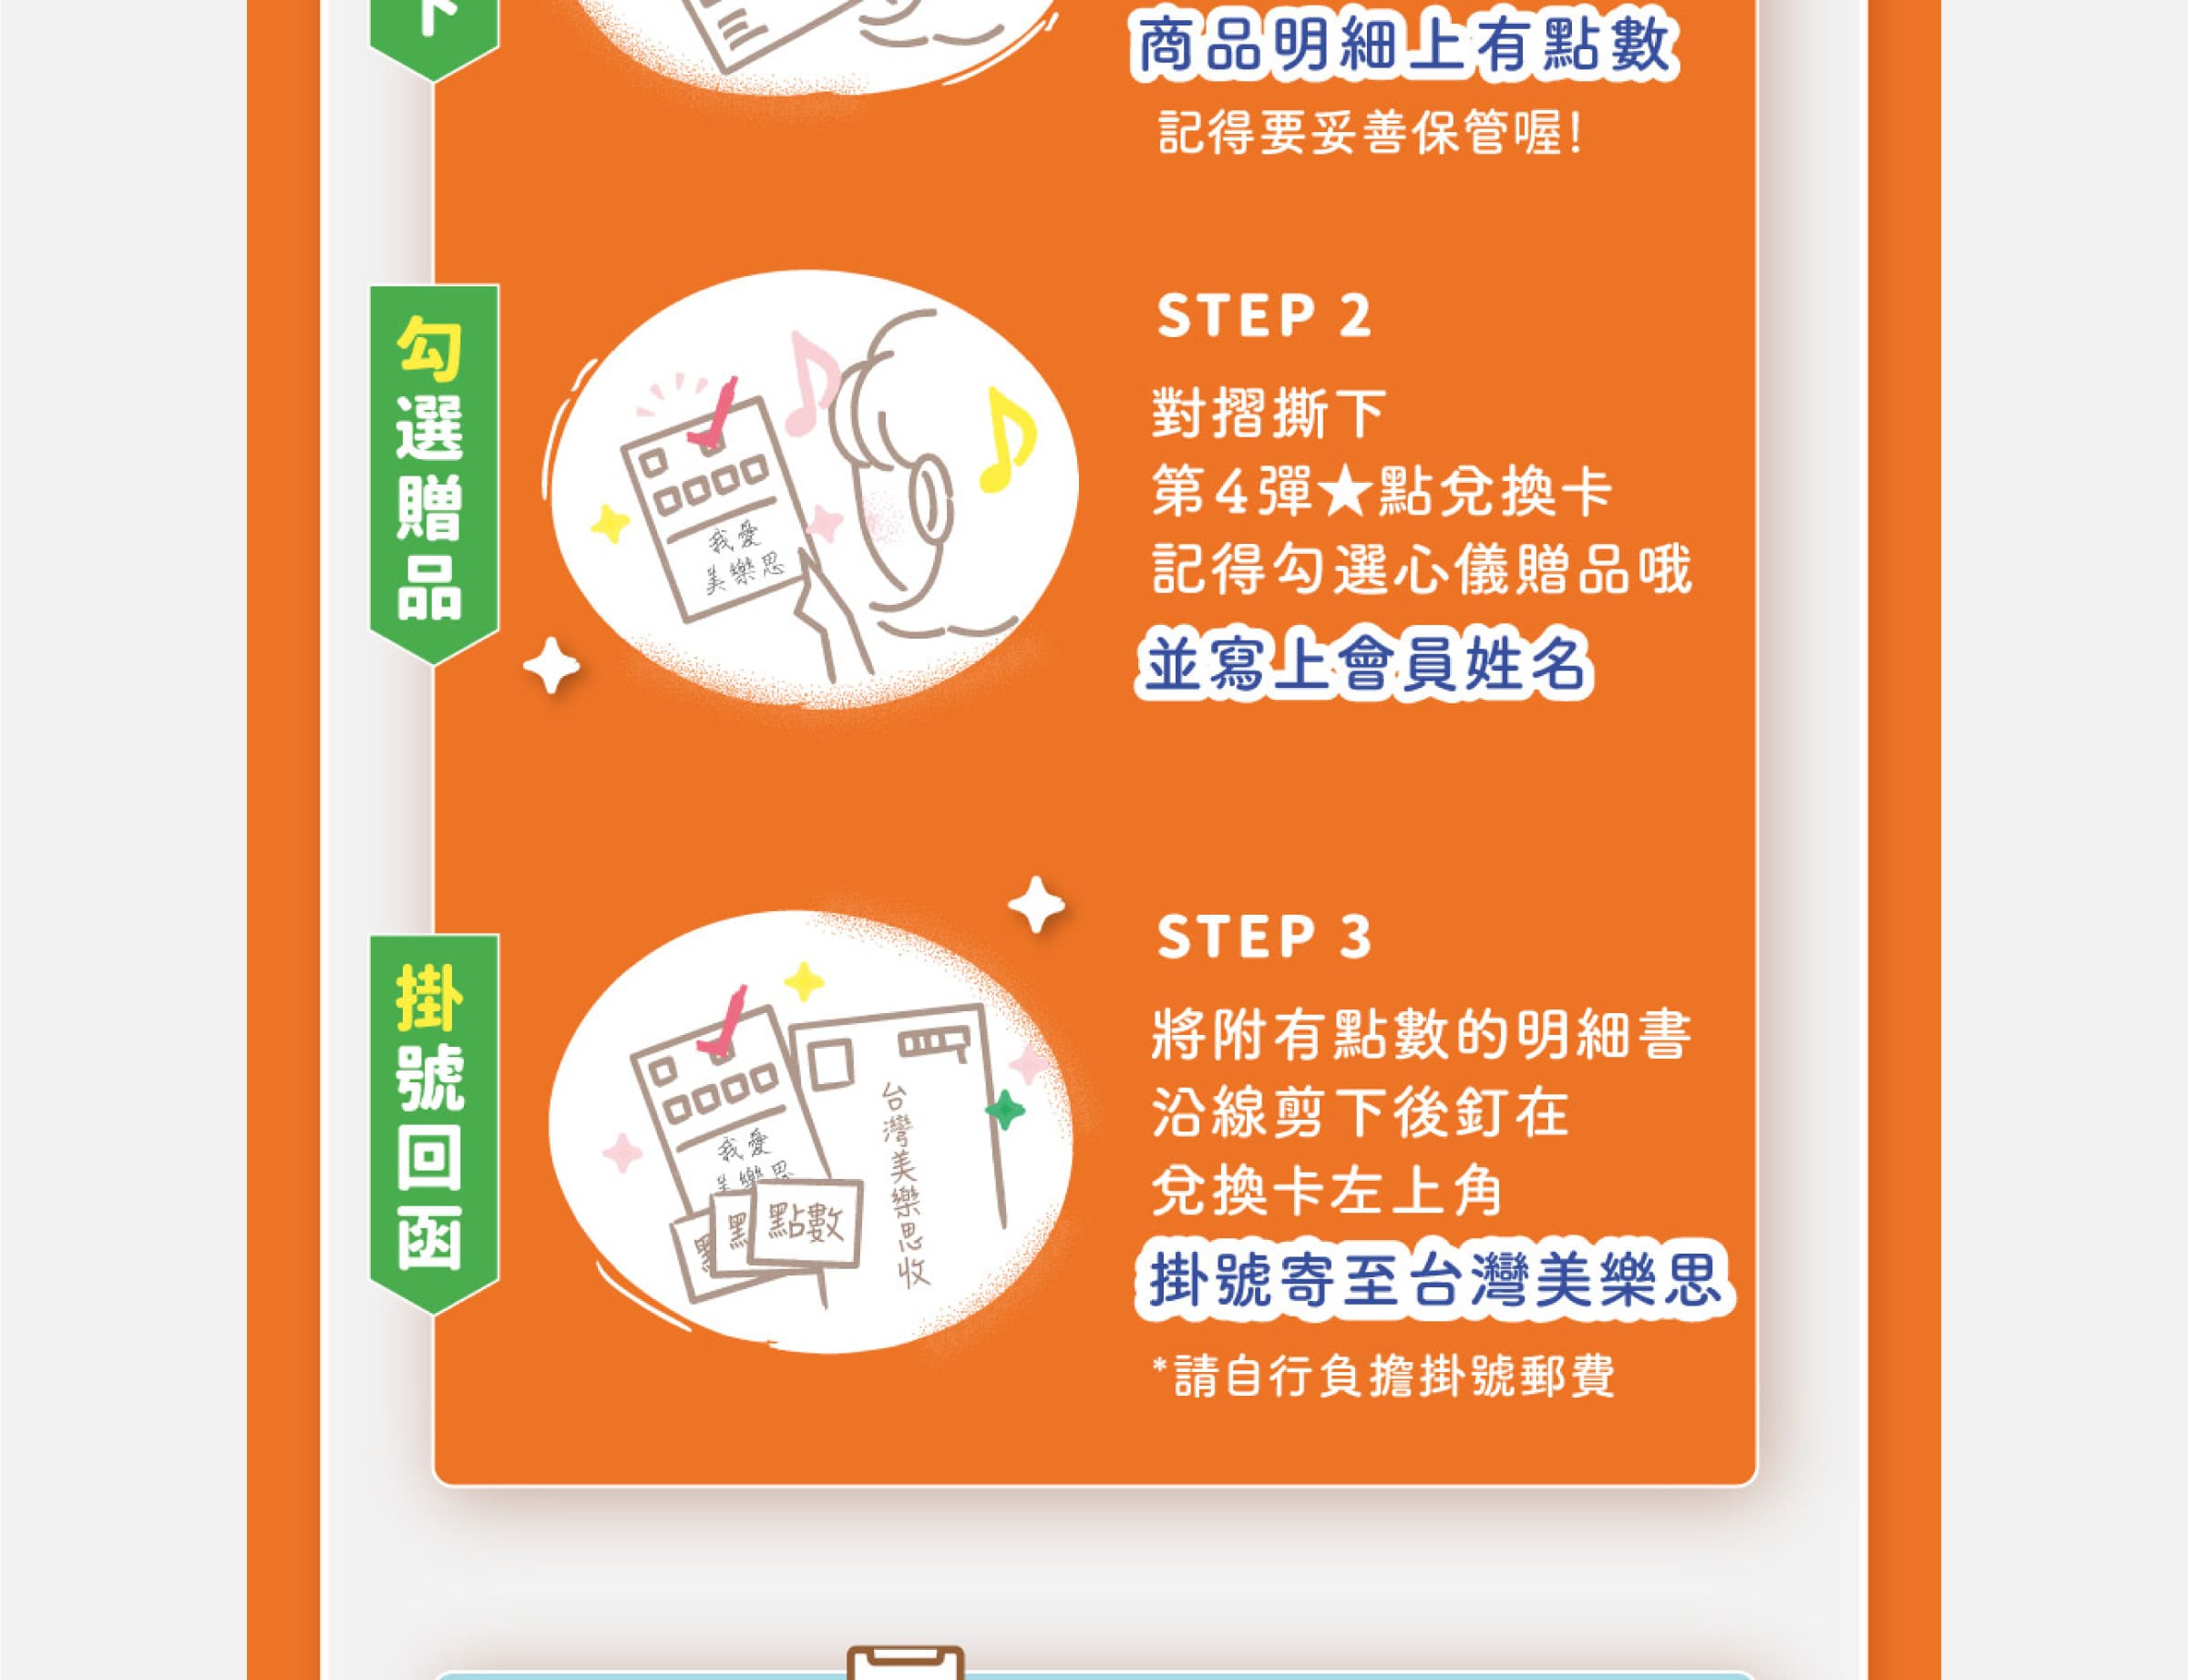 下
商品明細上有點數
記得要妥善保管喔!
勾選贈品
STEP 2
對摺撕下
第4彈★點兌換卡
記得勾選心儀贈品哦
並寫上會員姓名
我愛
美樂思
掛號回函
STEP 3
將附有點數的明細書
沿線剪下後釘在
兌換卡左上角
掛號寄至台灣美樂思
*請自行負擔掛號郵費
我愛
美樂思
點數
台灣美樂思收